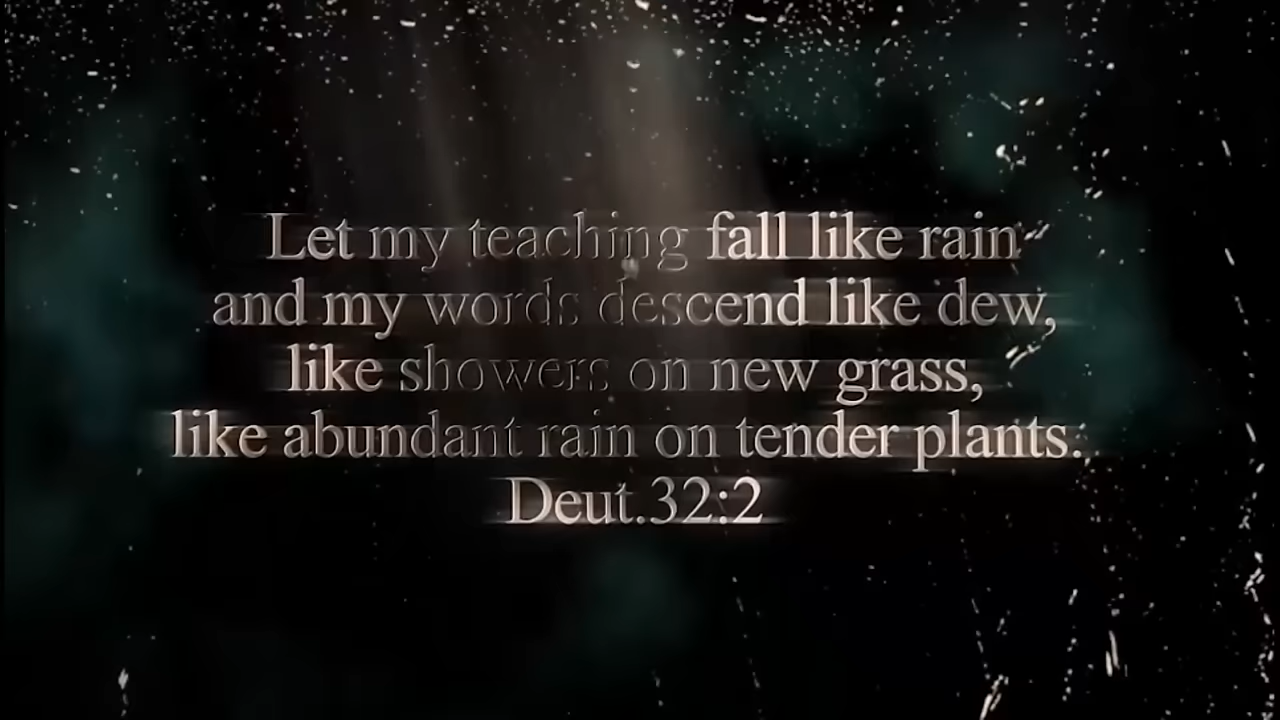 Let my teaching fall like rain
and my words descend like dew,
like showers on new grass,
like abundant rain on tender plants.
Deut.32:2